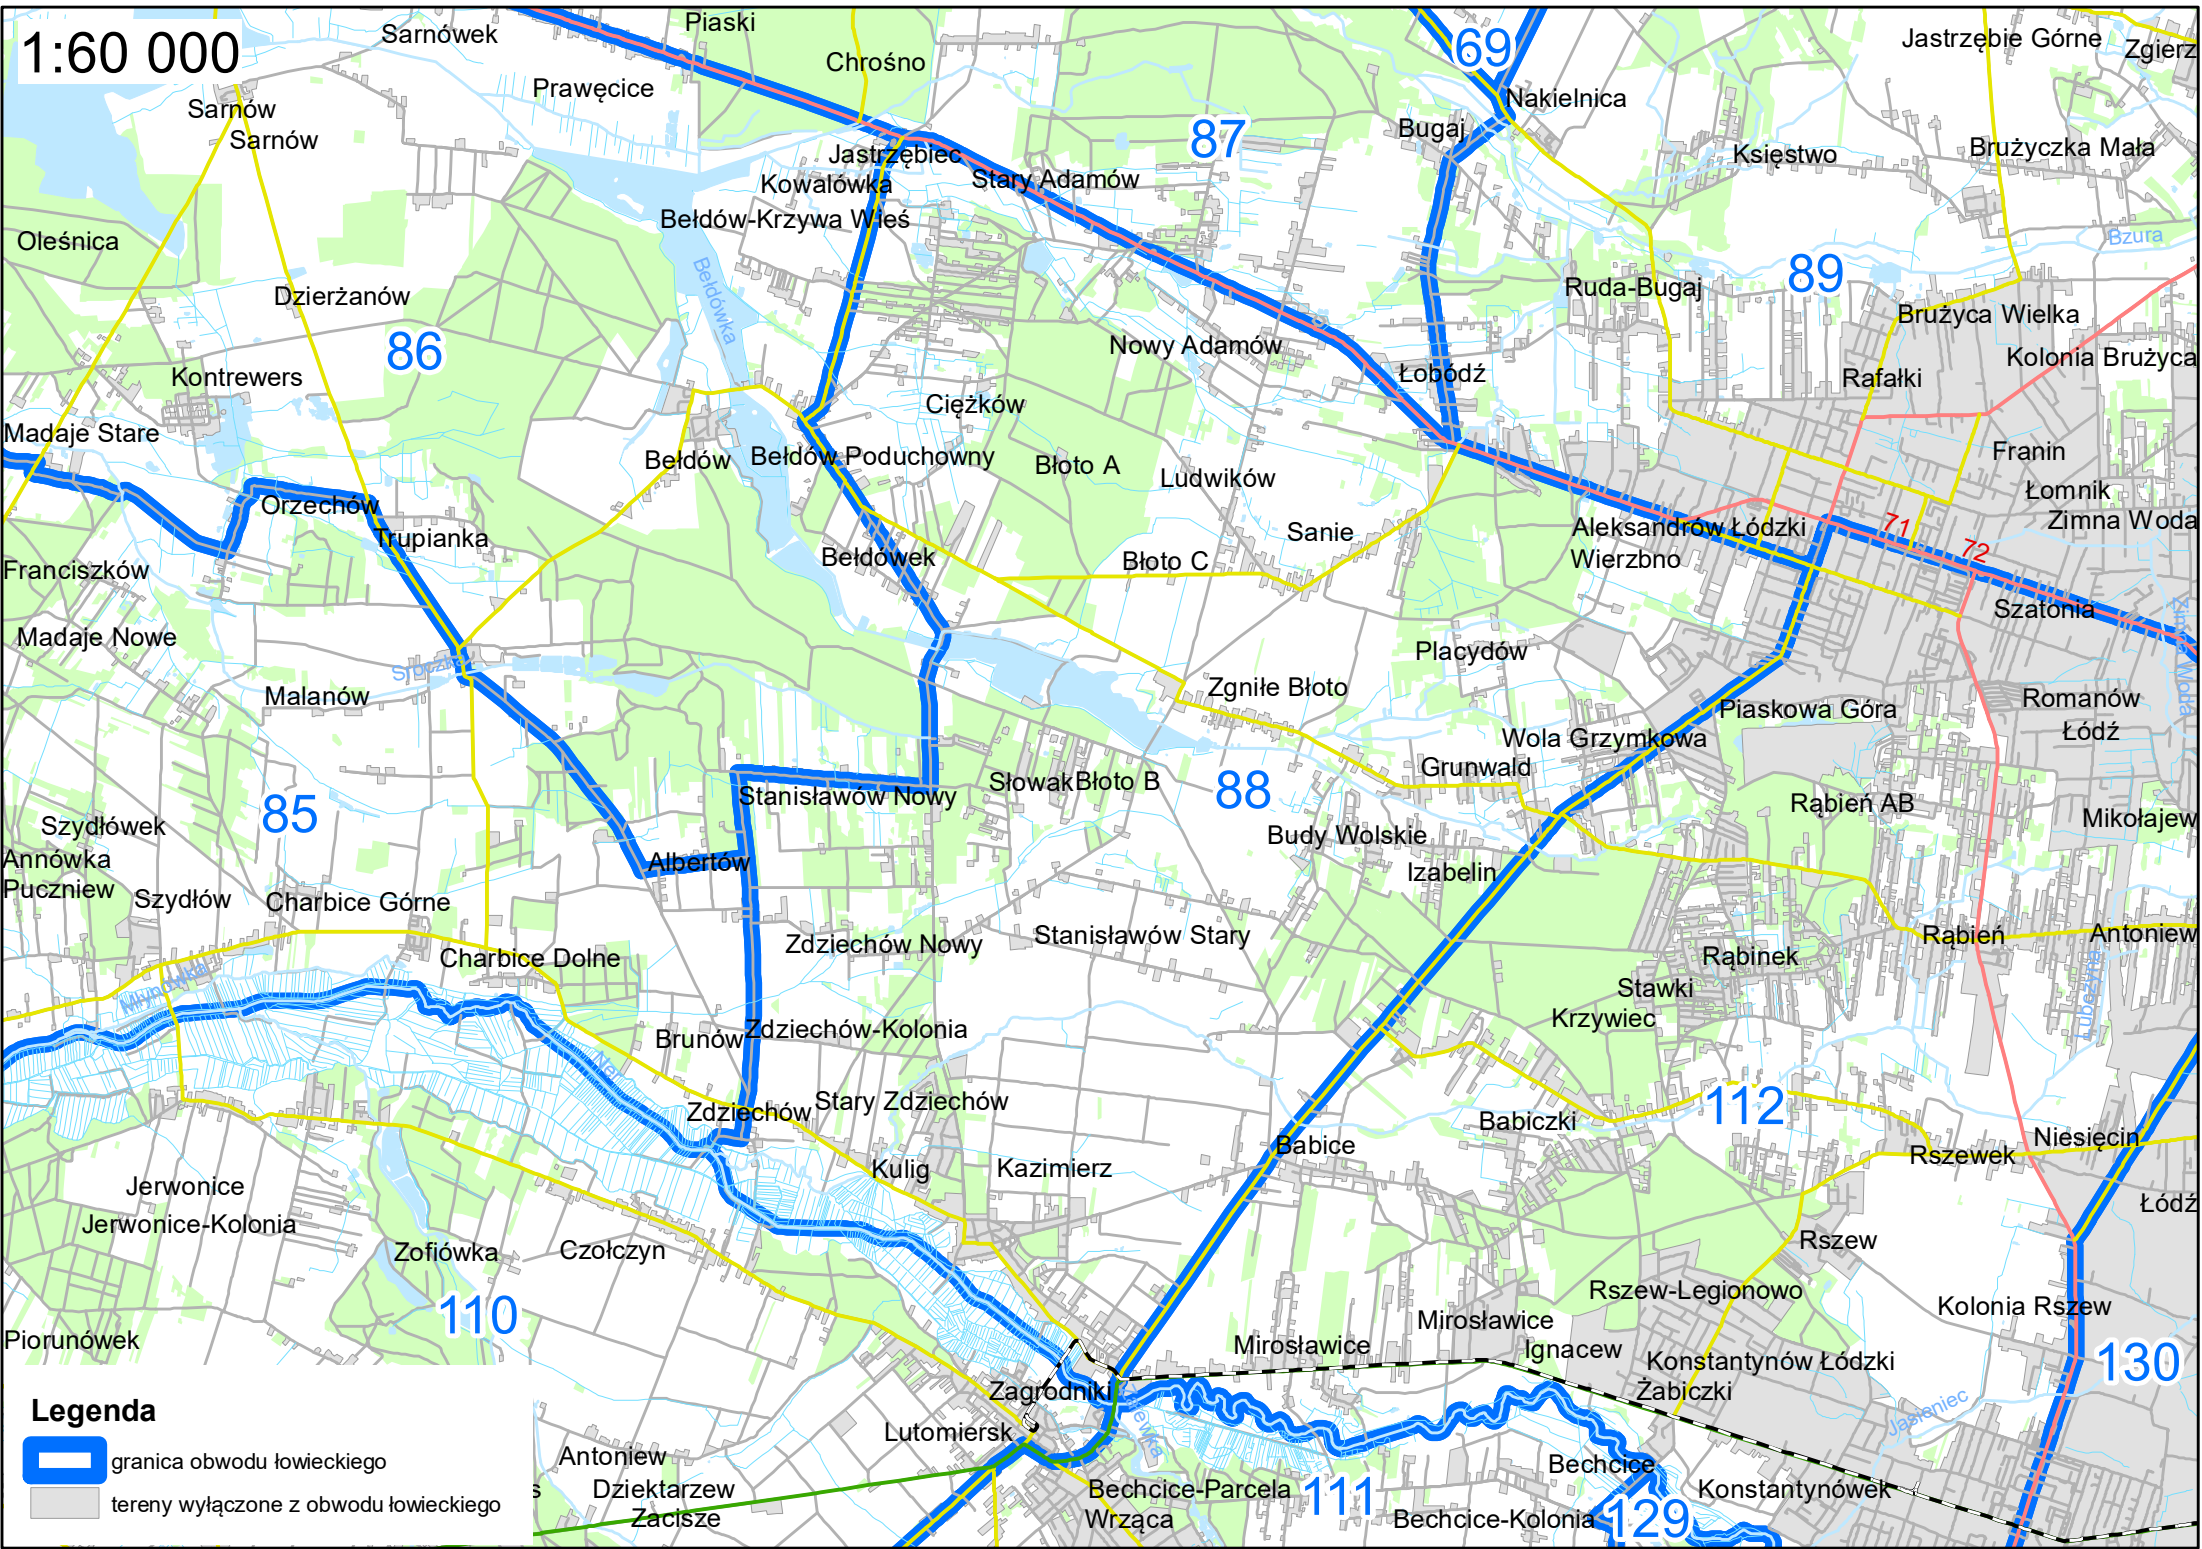 1:60 000
Sarnówek
Piaski
Chrośno
69
Jastrzębie Górne
Zgierz
Prawęcice
Nakielnica
Sarnów
Sarnów
Bugaj
87
Księstwo
Brużyczka Mała
Jastrzębiec
Kowalówka
Stary Adamów
Bełdów-Krzywa Wieś
Oleśnica
Bzura
Bełdówka
Dzierżanów
Ruda-Bugaj
89
Brużyca Wielka
86
Nowy Adamów
Kolonia Brużyca
Kontrewers
Łobódź
Rafałki
Ciężków
Madaje Stare
Bełdów
Bełdów Poduchowny
Błoto A
Ludwików
Franin
Łomnik
Orzechów
Zimna Woda
Trupianka
Sanie
Aleksandrów Łódzki
71
72
Bełdówek
Błoto C
Wierzbno
Franciszków
Szatonia
Zimna Woda
Madaje Nowe
Sroczka
Placydów
Malanów
Zgniłe Błoto
Romanów
Piaskowa Góra
Łódź
Wola Grzymkowa
Grunwald
Stanisławów Nowy
Słowak
Błoto B
88
Rąbień AB
85
Mikołajew
Szydłówek
Budy Wolskie
Annówka
Albertów
Izabelin
Puczniew
Szydłów
Charbice Górne
Zdziechów Nowy
Stanisławów Stary
Rąbień
Antoniew
Charbice Dolne
Rąbinek
Młynówka
Stawki
Lubczyna
Krzywiec
Brunów
Zdziechów-Kolonia
Ner
Zdziechów
Stary Zdziechów
112
Babiczki
Babice
Niesięcin
Rszewek
Kulig
Kazimierz
Jerwonice
Łódź
Jerwonice-Kolonia
Zofiówka
Czołczyn
Rszew
Rszew-Legionowo
110
Kolonia Rszew
Mirosławice
Piorunówek
Mirosławice
Ignacew
Konstantynów Łódzki
130
Zagrodniki
Żabiczki
Jasieniec
Legenda
granica obwodu łowieckiego
tereny wyłączone z obwodu łowieckiego
Lutomiersk
Antoniew
Bechcice
s
Dziektarzew
Bechcice-Parcela
111
Konstantynówek
Zacisze
Wrząca
Bechcice-Kolonia
129